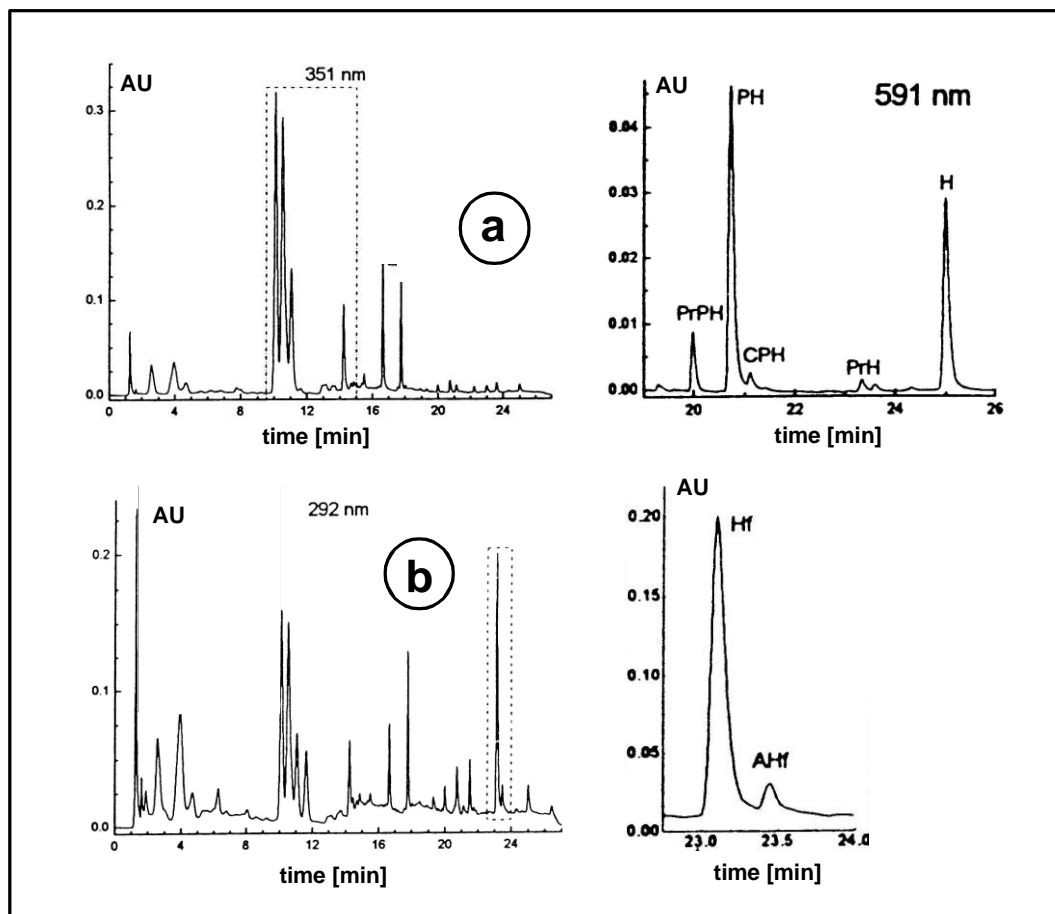 AU
351 nm
0.3
0.2
0.1
0.0
a
0 4 8 12 16 20 24
time [min]
AU
591 nm
PH
H
PrPH
CPH
PrH
0.04
0.03
0.02
0.01
0.00
20 22 24 26
time [min]
AU
292 nm
0.2
0.1
0.0
b
0 4 8 12 16 20 24
time [min]
AU
Hf
AHf
0.20
0.15
0.10
0.05
0.00
23.0 23.5 24.0
time [min]